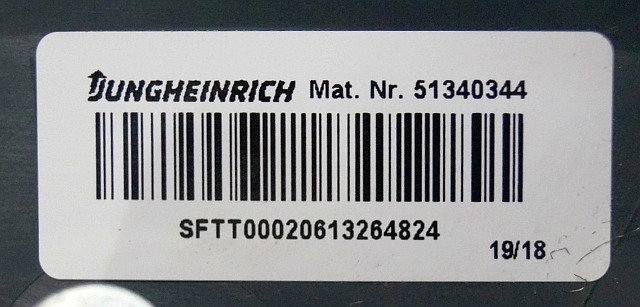 JUNGHEINRICH Mat. Nr. 51340344
SFTT00020613264824
19/18